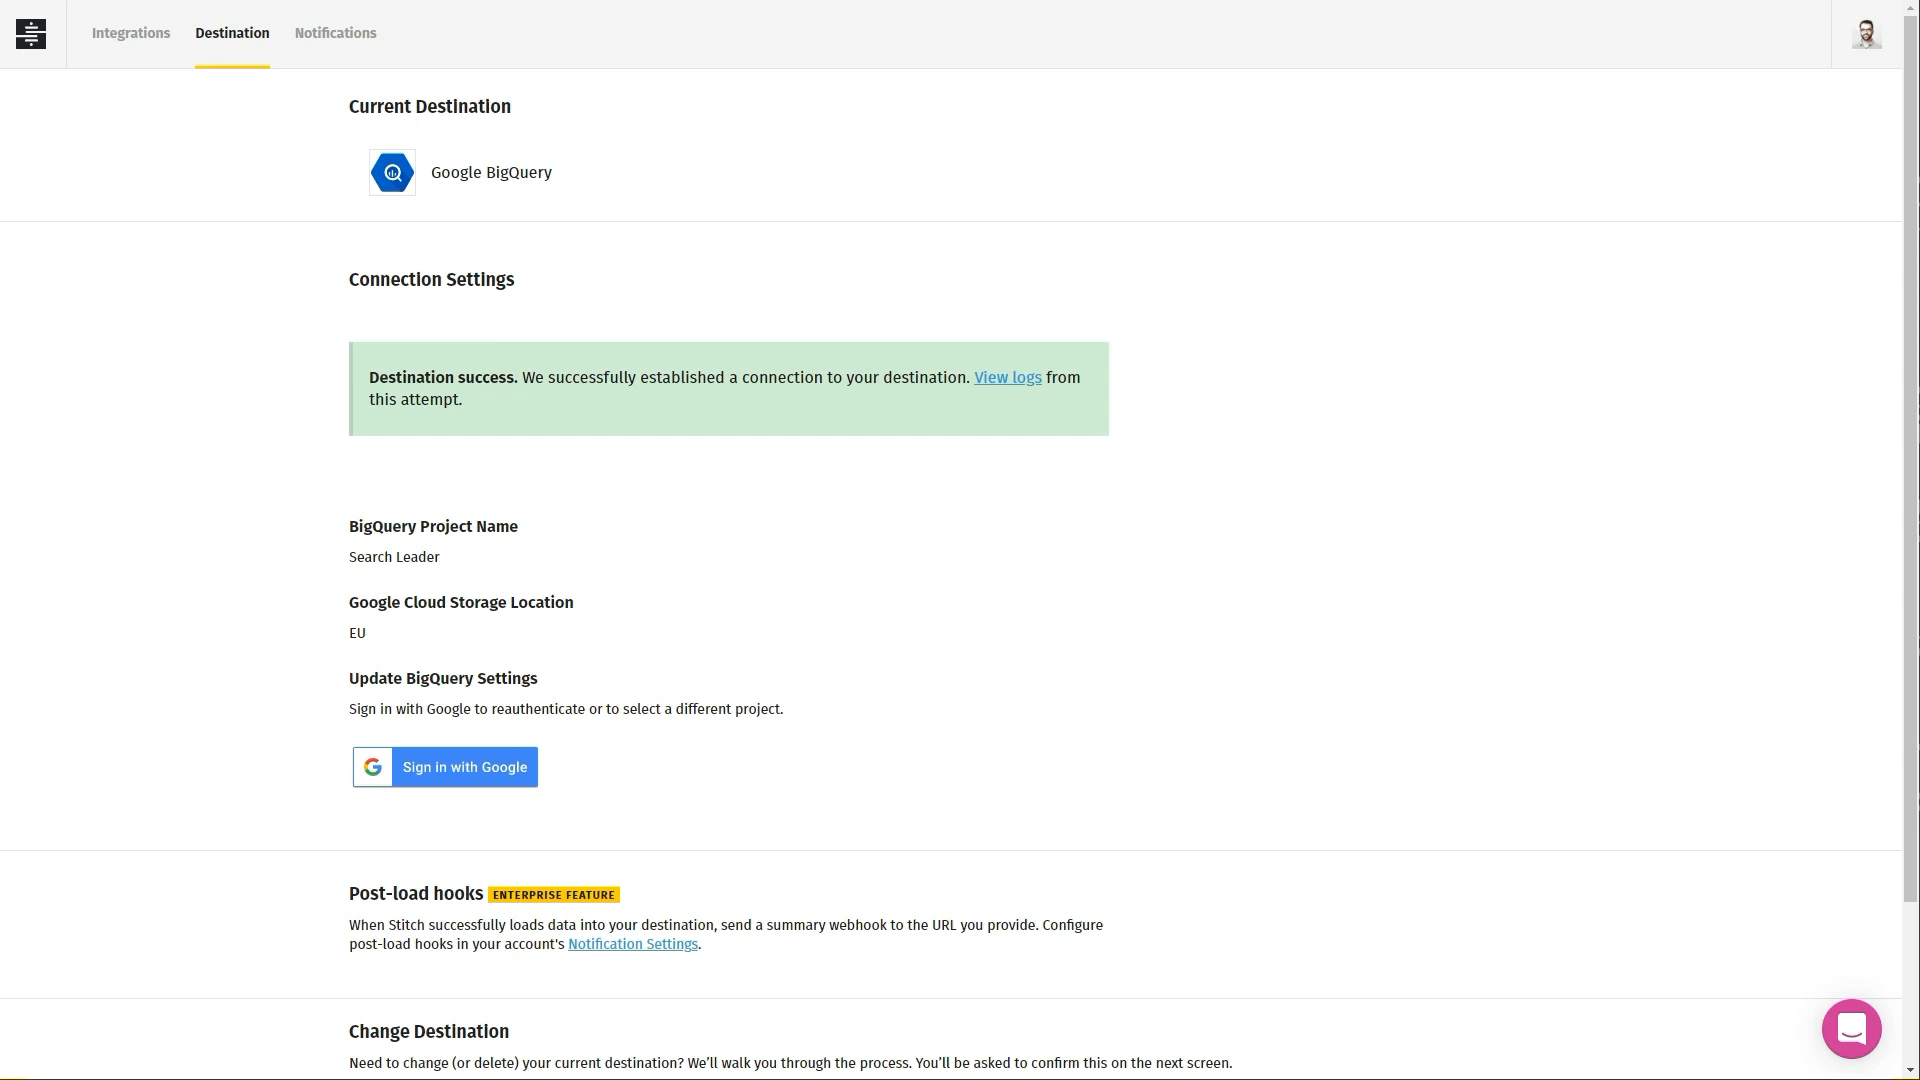 Integrations
Destination
Notifications
Current Destination
Google BigQuery
Connection Settings
Destination success. We successfully established a connection to your destination. View logs from
this attempt.
BigQuery Project Name
Search Leader
Google Cloud Storage Location
EU
Update BigQuery Settings
Sign in with Google to reauthenticate or to select a different project.
Sign in with Google
Post-load hooks ENTERPRISE FEATURE
When Stitch successfully loads data into your destination, send a summary webhook to the URL you provide. Configure
post-load hooks in your account's Notification Settings.
Change Destination
Need to change (or delete) your current destination? We’ll walk you through the process. You’ll be asked to confirm this on the next screen.